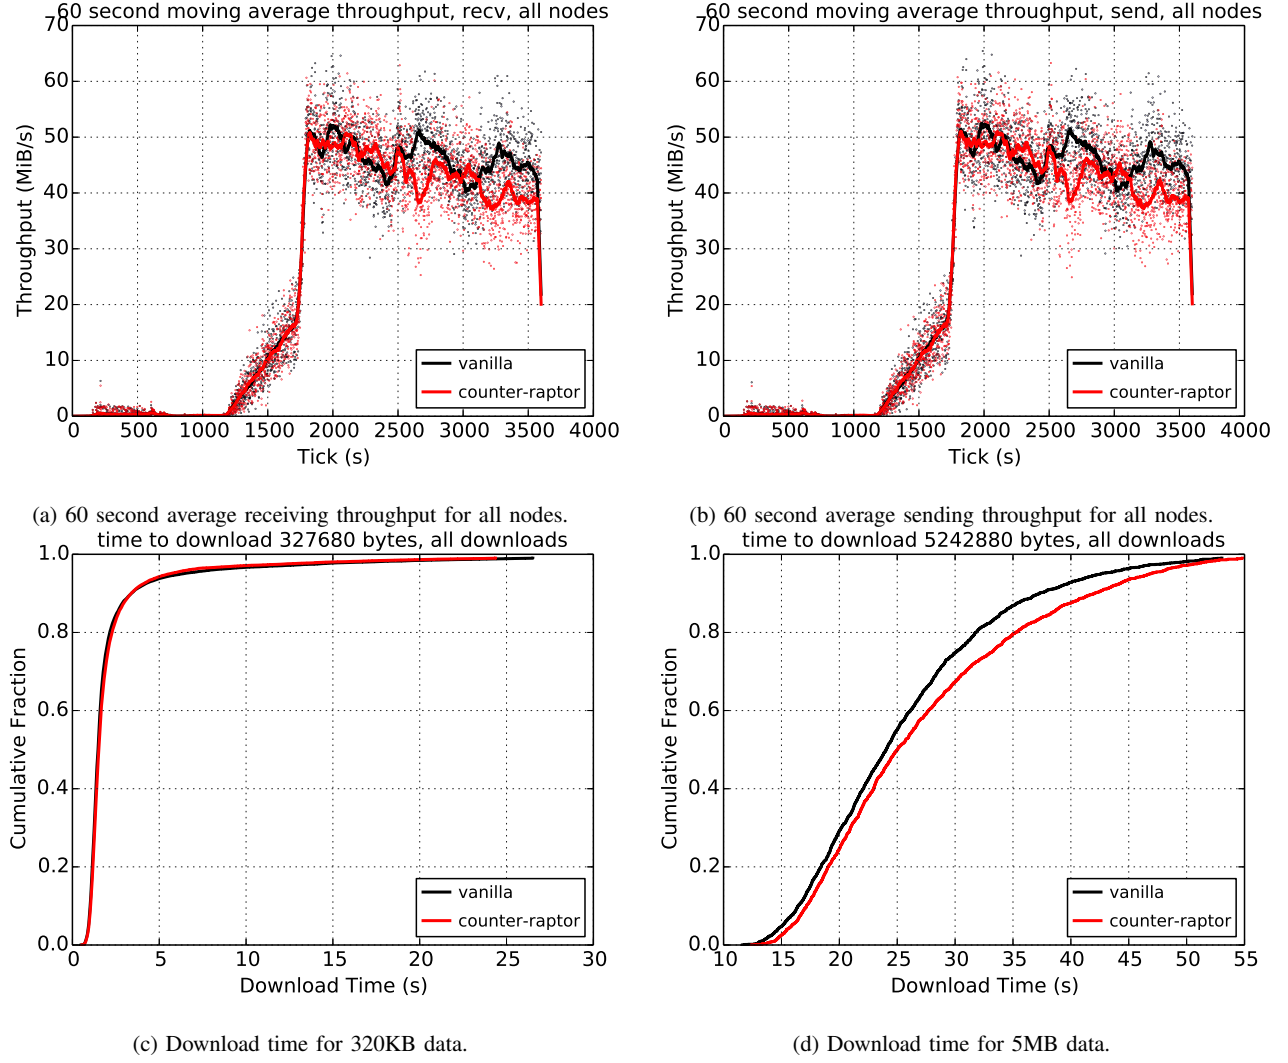 60 second moving average throughput, recv, all nodes
70
60
50
40
30
20
10
0
Throughput (MiB/s)
0 500 1000 1500 2000 2500 3000 3500 4000
Tick (s)
vanilla
counter-raptor
(a) 60 second average receiving throughput for all nodes.
60 second moving average throughput, send, all nodes
70
60
50
40
30
20
10
0
Throughput (MiB/s)
0 500 1000 1500 2000 2500 3000 3500 4000
Tick (s)
vanilla
counter-raptor
(b) 60 second average sending throughput for all nodes.
time to download 327680 bytes, all downloads
1.0
0.8
0.6
0.4
0.2
0.0
Cumulative Fraction
0 5 10 15 20 25 30
Download Time (s)
vanilla
counter-raptor
(c) Download time for 320KB data.
time to download 5242880 bytes, all downloads
1.0
0.8
0.6
0.4
0.2
0.0
Cumulative Fraction
10 15 20 25 30 35 40 45 50 55
Download Time (s)
vanilla
counter-raptor
(d) Download time for 5MB data.